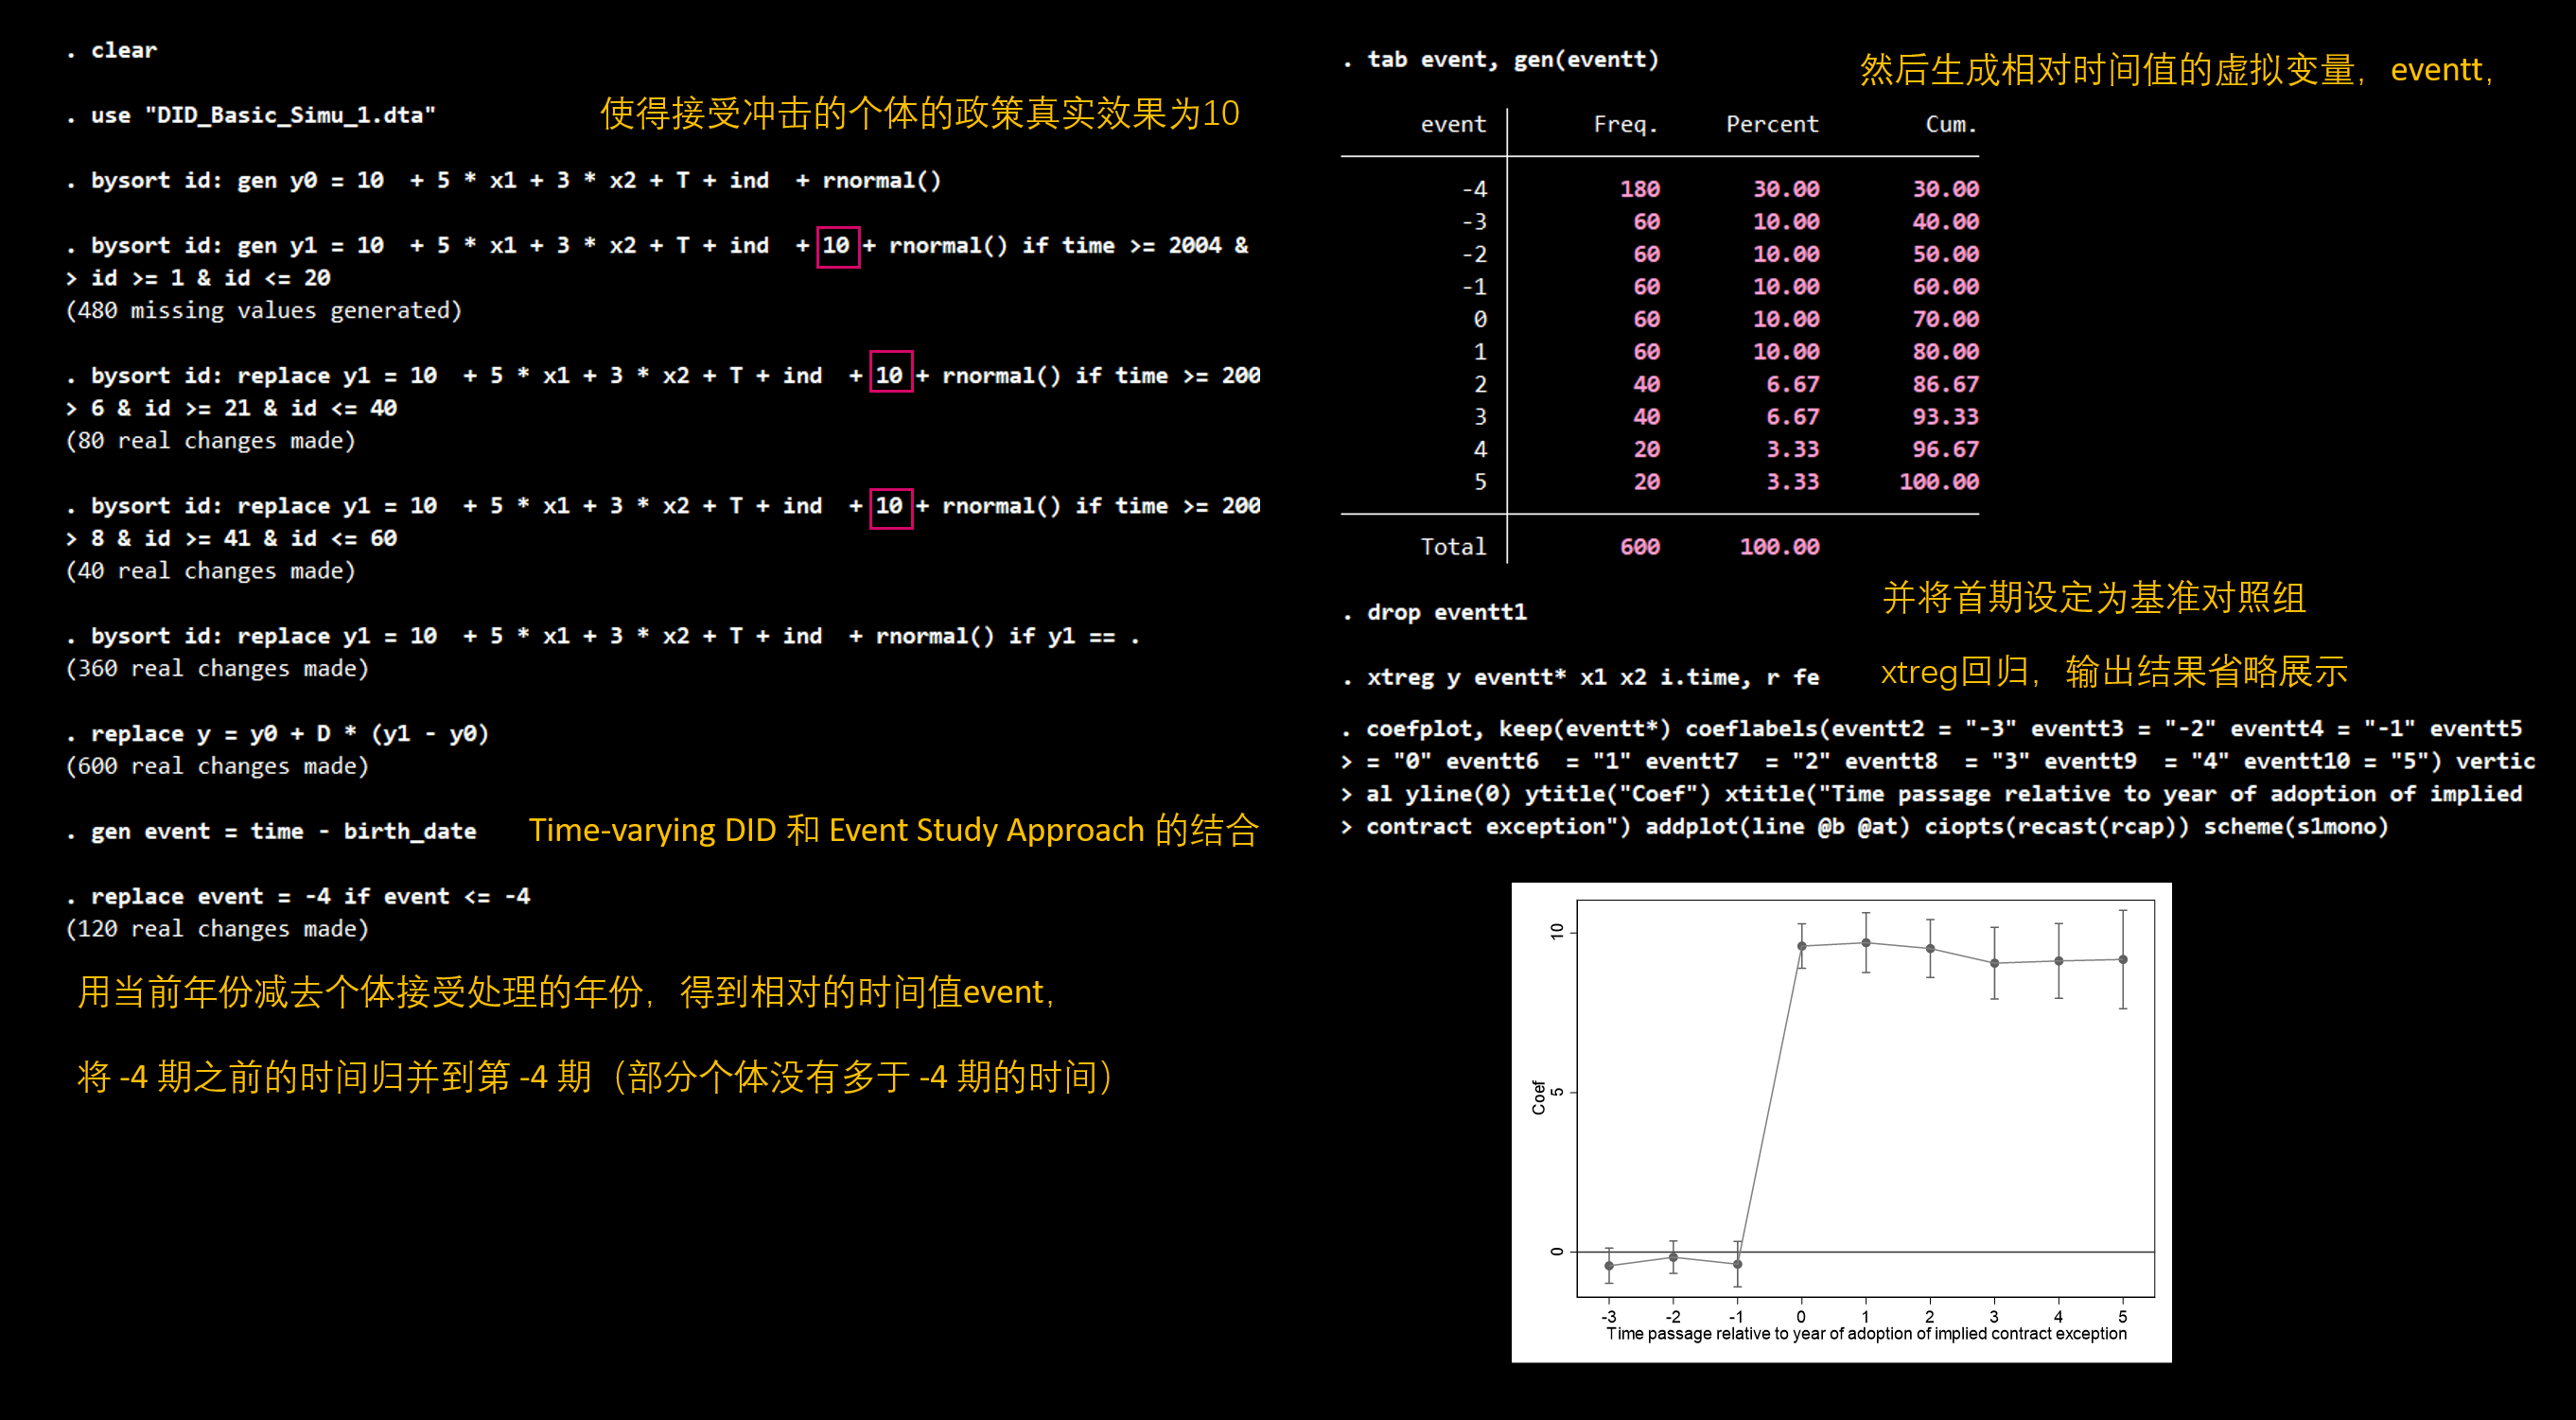 . clear
. use "DID_Basic_Simu_1.dta"
使得接受冲击的个体的政策真实效果为10
. bysort id: gen y0 = 10  + 5 * x1 + 3 * x2 + T + ind  + rnormal()
. bysort id: gen y1 = 10  + 5 * x1 + 3 * x2 + T + ind  + 10 + rnormal() if time >= 2004 &
> id >= 1 & id <= 20
(480 missing values generated)
. bysort id: replace y1 = 10  + 5 * x1 + 3 * x2 + T + ind  + 10 + rnormal() if time >= 200
> 6 & id >= 21 & id <= 40
(80 real changes made)
. bysort id: replace y1 = 10  + 5 * x1 + 3 * x2 + T + ind  + 10 + rnormal() if time >= 200
> 8 & id >= 41 & id <= 60
(40 real changes made)
. bysort id: replace y1 = 10  + 5 * x1 + 3 * x2 + T + ind  + rnormal() if y1 == .
(360 real changes made)
. replace y = y0 + D * (y1 - y0)
(600 real changes made)
. gen event = time - birth_date
Time-varying DID 和 Event Study Approach 的结合
. replace event = -4 if event <= -4
(120 real changes made)
用当前年份减去个体接受处理的年份，得到相对的时间值event，
将 -4 期之前的时间归并到第 -4 期（部分个体没有多于 -4 期的时间）
. tab event, gen(eventt)
然后生成相对时间值的虚拟变量，eventt，
event Freq. Percent Cum.
-4 180 30.00 30.00
-3 60 10.00 40.00
-2 60 10.00 50.00
-1 60 10.00 60.00
0 60 10.00 70.00
1 60 10.00 80.00
2 40 6.67 86.67
3 40 6.67 93.33
4 20 3.33 96.67
5 20 3.33 100.00
Total 600 100.00
. drop eventt1
并将首期设定为基准对照组
. xtreg y eventt* x1 x2 i.time, r fe
xtreg回归，输出结果省略展示
. coefplot, keep(eventt*) coeflabels(eventt2 = "-3" eventt3 = "-2" eventt4 = "-1" eventt5
> = "0" eventt6  = "1" eventt7  = "2" eventt8  = "3" eventt9  = "4" eventt10 = "5") vertic
> al yline(0) ytitle("Coef") xtitle("Time passage relative to year of adoption of implied
> contract exception") addplot(line @b @at) ciopts(recast(rcap)) scheme(s1mono)
10
5
0
Coef
-3 -2 -1 0 1 2 3 4 5
Time passage relative to year of adoption of implied contract exception